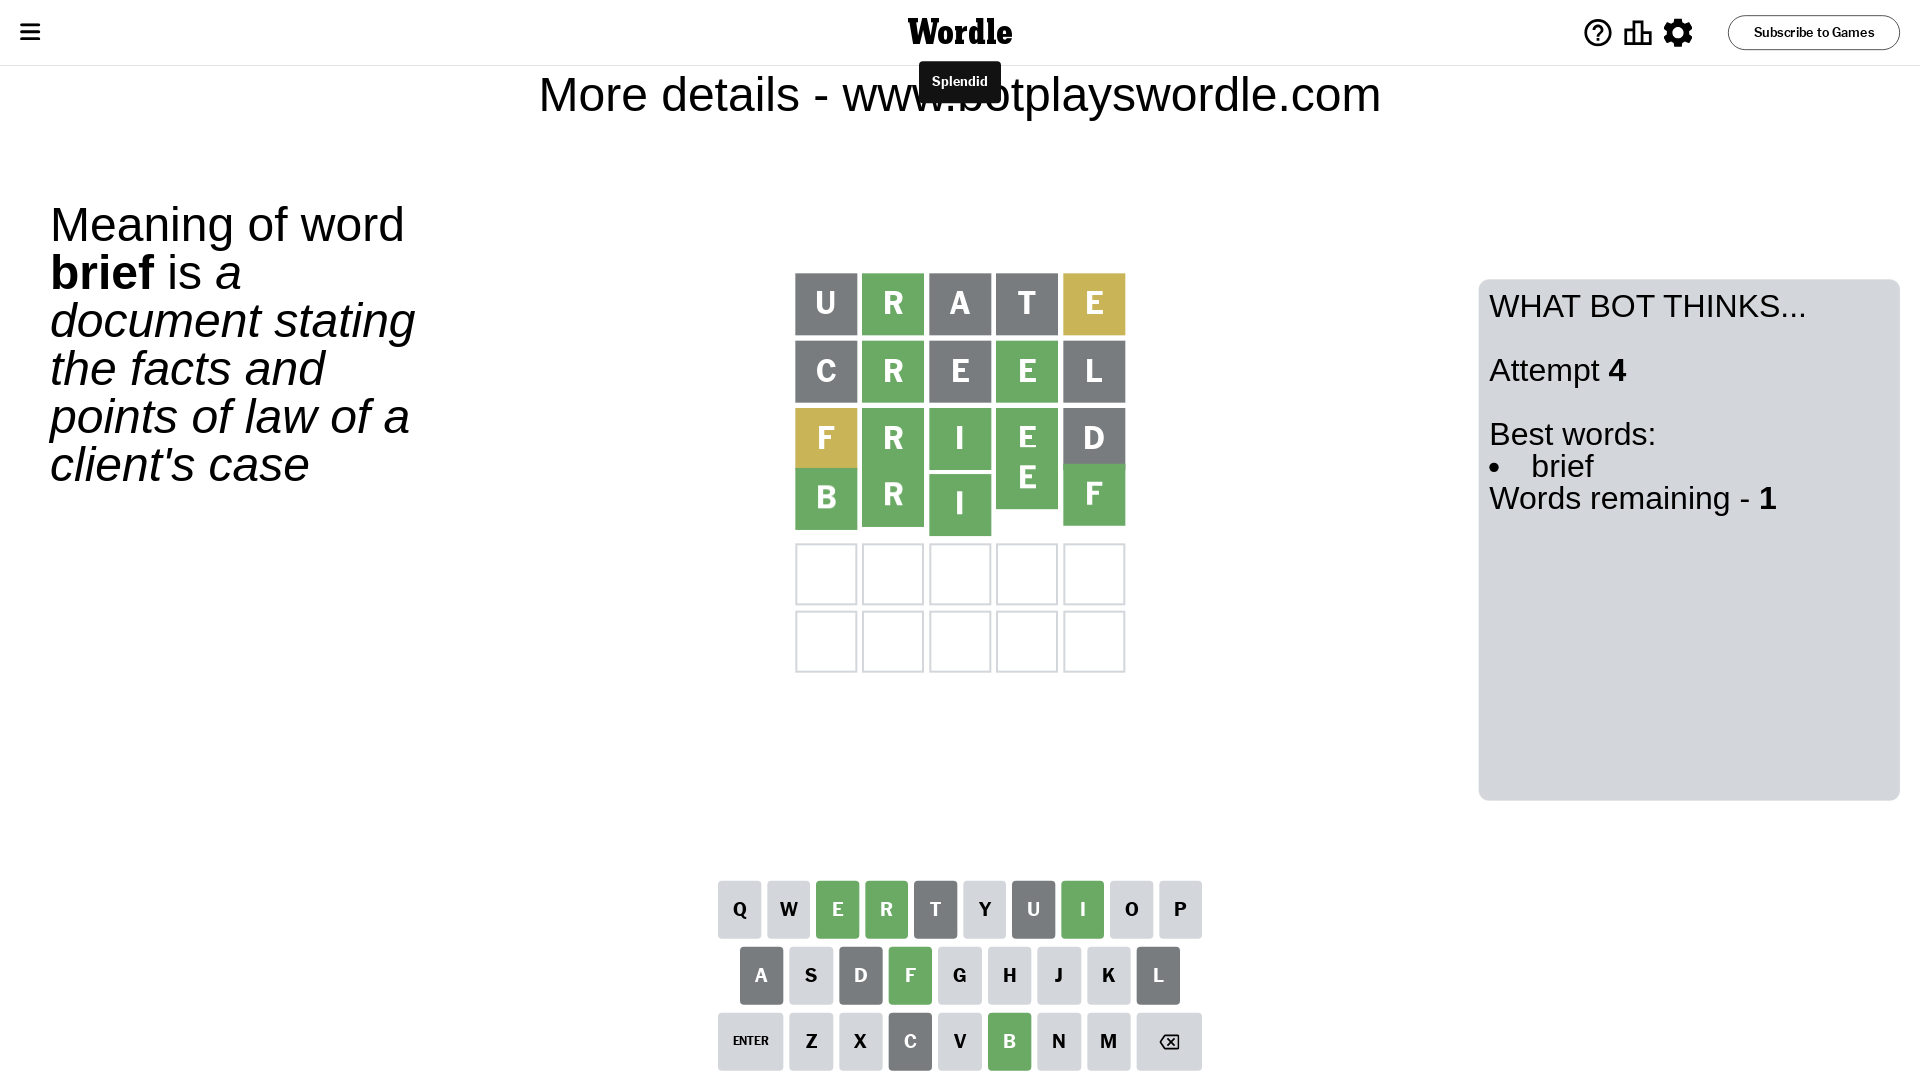 Wordle
Subscribe to Games
Splendid
More details - www.botplayswordle.com
Meaning of word
brief is a
document stating
the facts and
points of law of a
client's case
U R A T E
C R E E L
F R I E D
B R I E F
WHAT BOT THINKS...
Attempt 4
Best words:
• brief
Words remaining - 1
Q W E R T Y U I O P
A S D F G H J K L
ENTER Z X C V B N M